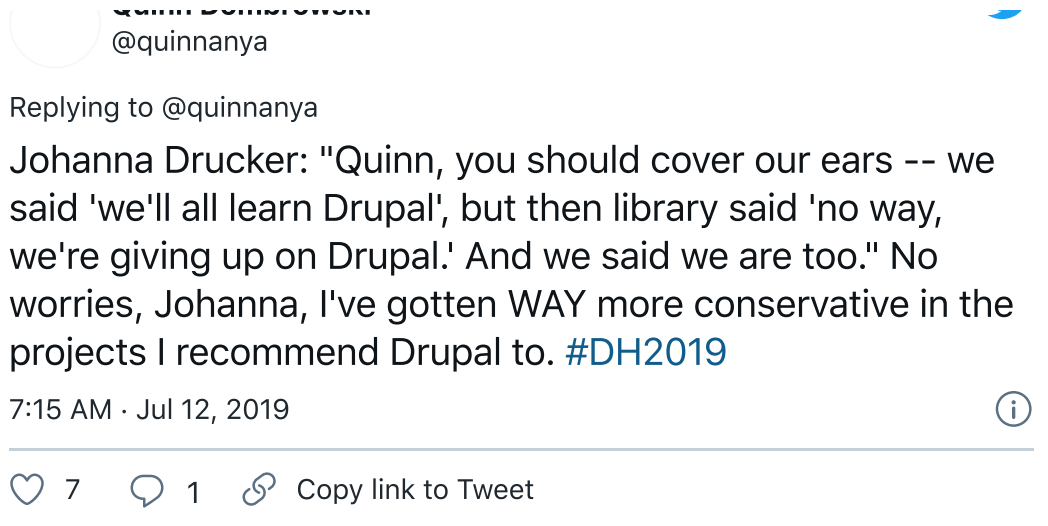 Quinn Dombrowski
@quinnanya
Replying to @quinnanya
Johanna Drucker: "Quinn, you should cover our ears -- we
said 'we'll all learn Drupal', but then library said 'no way,
we're giving up on Drupal.' And we said we are too." No
worries, Johanna, I've gotten WAY more conservative in the
projects I recommend Drupal to. #DH2019
7:15 AM · Jul 12, 2019
7
1
Copy link to Tweet